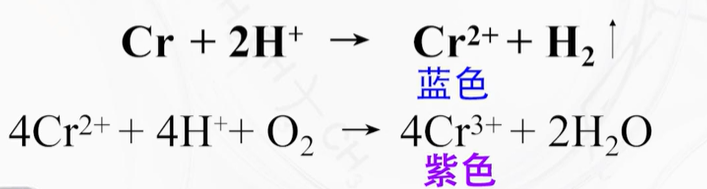 Cr + 2H⁺ → Cr²⁺ + H₂↑
蓝色
4Cr²⁺ + 4H⁺ + O₂ → 4Cr³⁺ + 2H₂O
紫色